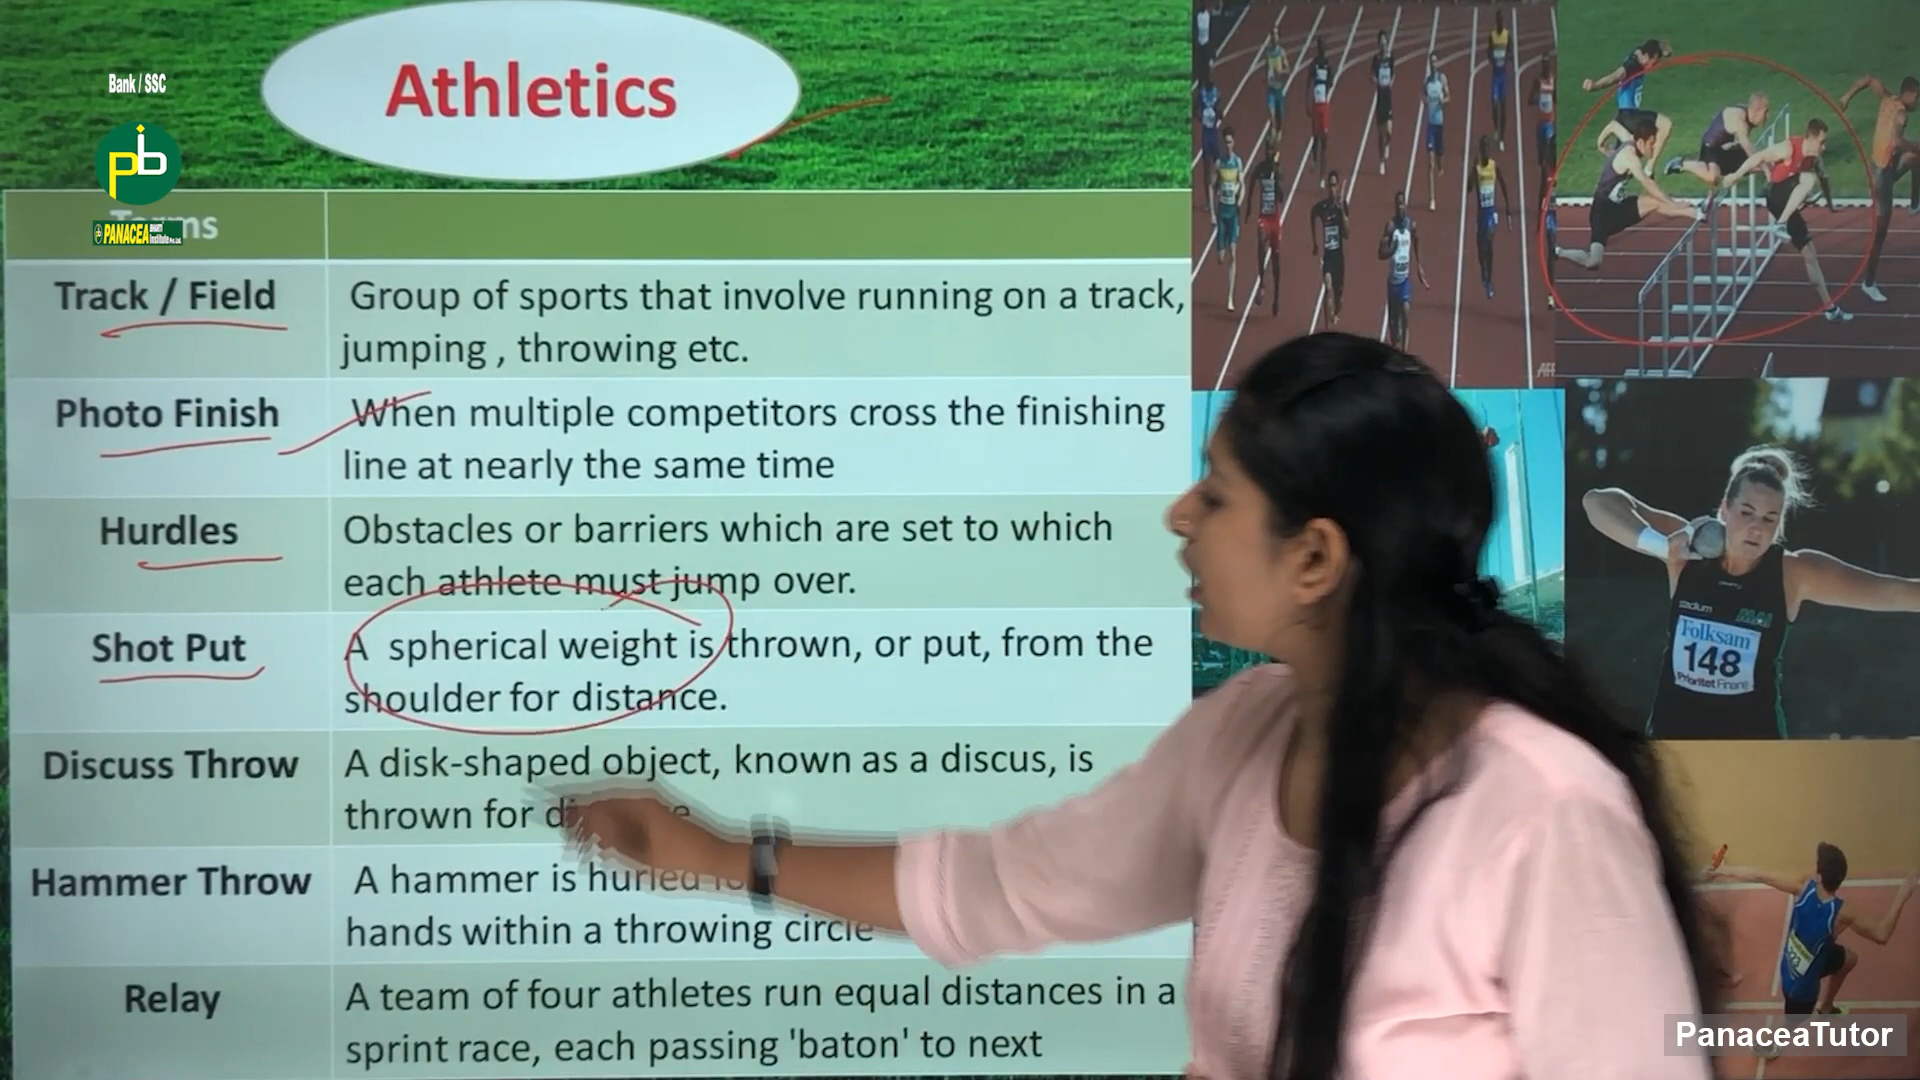 Bank / SSC
Athletics
pib
PANACEA
Track / Field
Group of sports that involve running on a track,
jumping , throwing etc.
Photo Finish
When multiple competitors cross the finishing
line at nearly the same time
Hurdles
Obstacles or barriers which are set to which
each athlete must jump over.
Shot Put
A spherical weight is thrown, or put, from the
shoulder for distance.
Discuss Throw
A disk-shaped object, known as a discus, is
thrown for
Hammer Throw
A hammer is hurled
hands within a throwing circle
Relay
A team of four athletes run equal distances in a
sprint race, each passing 'baton' to next
stadium
Folksam
148
Prioritet Finans
PanaceaTutor